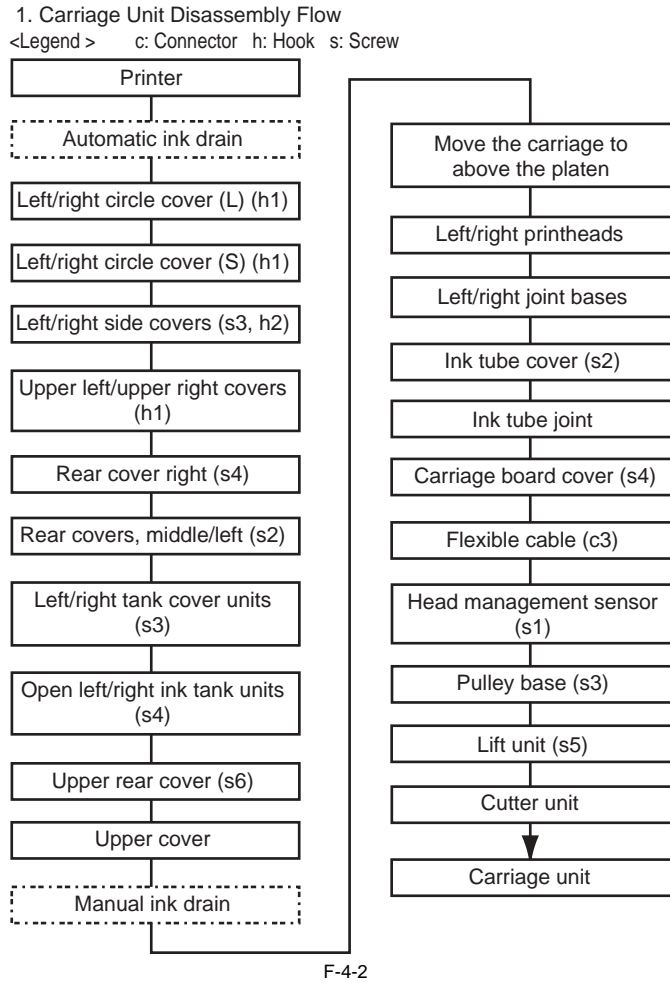 1. Carriage Unit Disassembly Flow
<Legend >  c: Connector  h: Hook  s: Screw
Printer
Automatic ink drain
Left/right circle cover (L) (h1)
Left/right circle cover (S) (h1)
Left/right side covers (s3, h2)
Upper left/upper right covers
(h1)
Rear cover right (s4)
Rear covers, middle/left (s2)
Left/right tank cover units
(s3)
Open left/right ink tank units
(s4)
Upper rear cover (s6)
Upper cover
Manual ink drain
Move the carriage to
above the platen
Left/right printheads
Left/right joint bases
Ink tube cover (s2)
Ink tube joint
Carriage board cover (s4)
Flexible cable (c3)
Head management sensor
(s1)
Pulley base (s3)
Lift unit (s5)
Cutter unit
Carriage unit
F-4-2